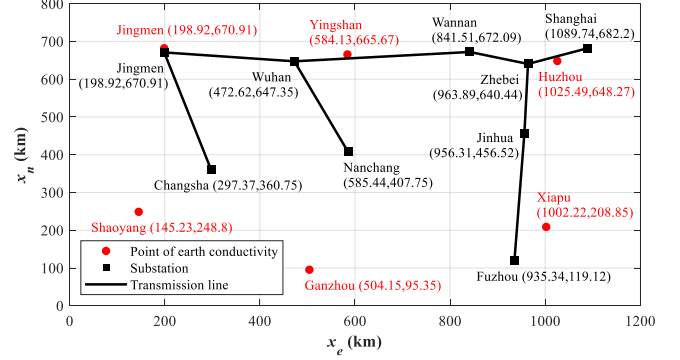 800
700
600
500
400
300
200
100
0
x_n (km)
Jingmen (198.92,670.91)
Yingshan
(584.13,665.67)
Wannan
(841.51,672.09)
Shanghai
(1089.74,682.2)
Jingmen
(198.92,670.91)
Wuhan
(472.62,647.35)
Zhebei
(963.89,640.44)
Huzhou
(1025.49,648.27)
Jinhua
(956.31,456.52)
Nanchang
(585.44,407.75)
Changsha (297.37,360.75)
Xiapu
(1002.22,208.85)
Shaoyang (145.23,248.8)
Point of earth conductivity
Substation
Transmission line
Ganzhou (504.15,95.35)
Fuzhou (935.34,119.12)
0 200 400 600 800 1000 1200
x_e (km)